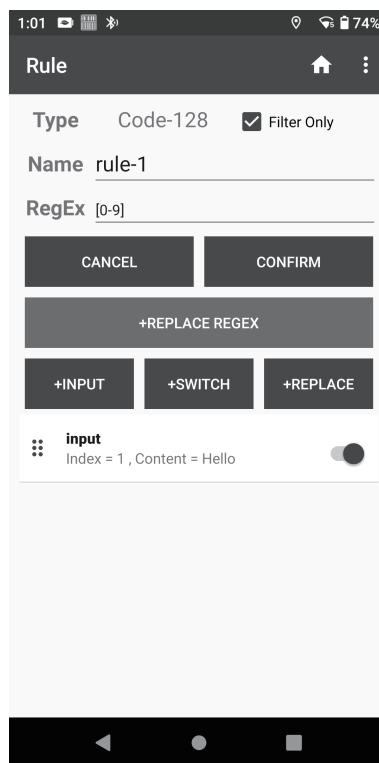 1:01 74%
Rule
Type Code-128 Filter Only
Name rule-1
RegEx [0-9]
CANCEL CONFIRM
+REPLACE REGEX
+INPUT +SWITCH +REPLACE
input
Index = 1 , Content = Hello